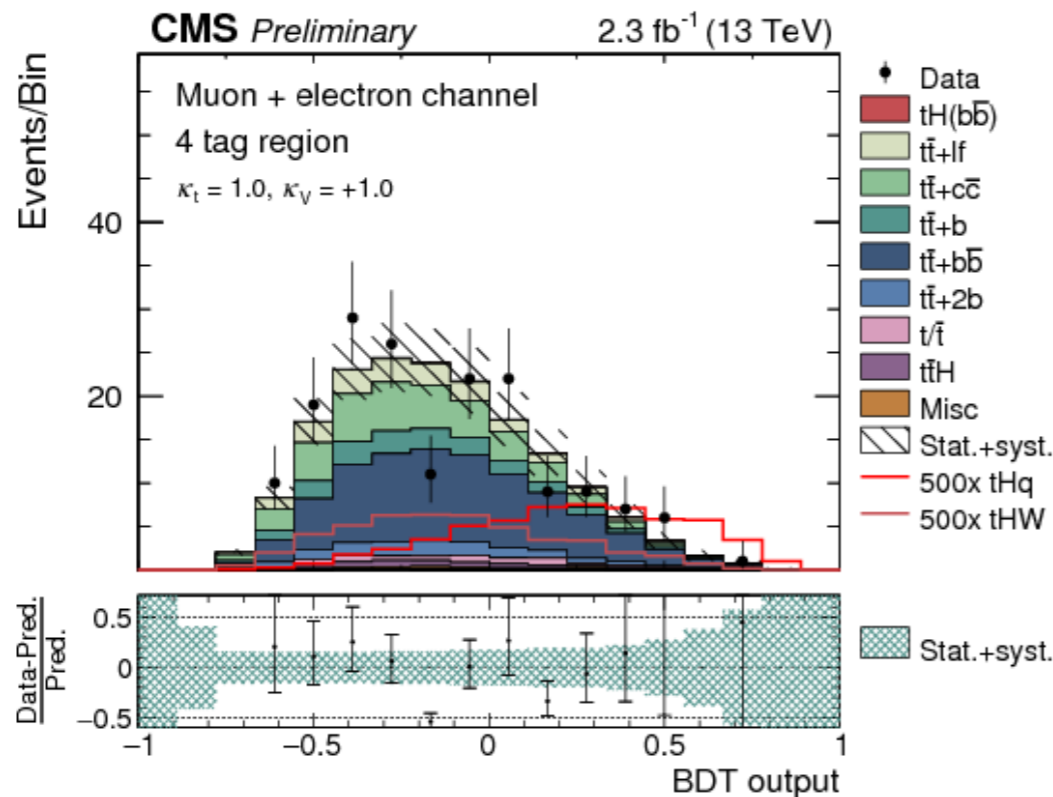 CMS Preliminary 2.3 fb⁻¹ (13 TeV)
Events/Bin
Muon + electron channel
4 tag region
κt = 1.0, κV = +1.0
40
20
Data
tH(bb̅)
tt̅+lf
tt̅+cc̅
tt̅+b
tt̅+bb̅
tt̅+2b
t/t̅
tt̅H
Misc
Stat.+syst.
500x tHq
500x tHW
Data-Pred.
Pred.
0.5
0
−0.5
Stat.+syst.
−1 −0.5 0 0.5 1
BDT output